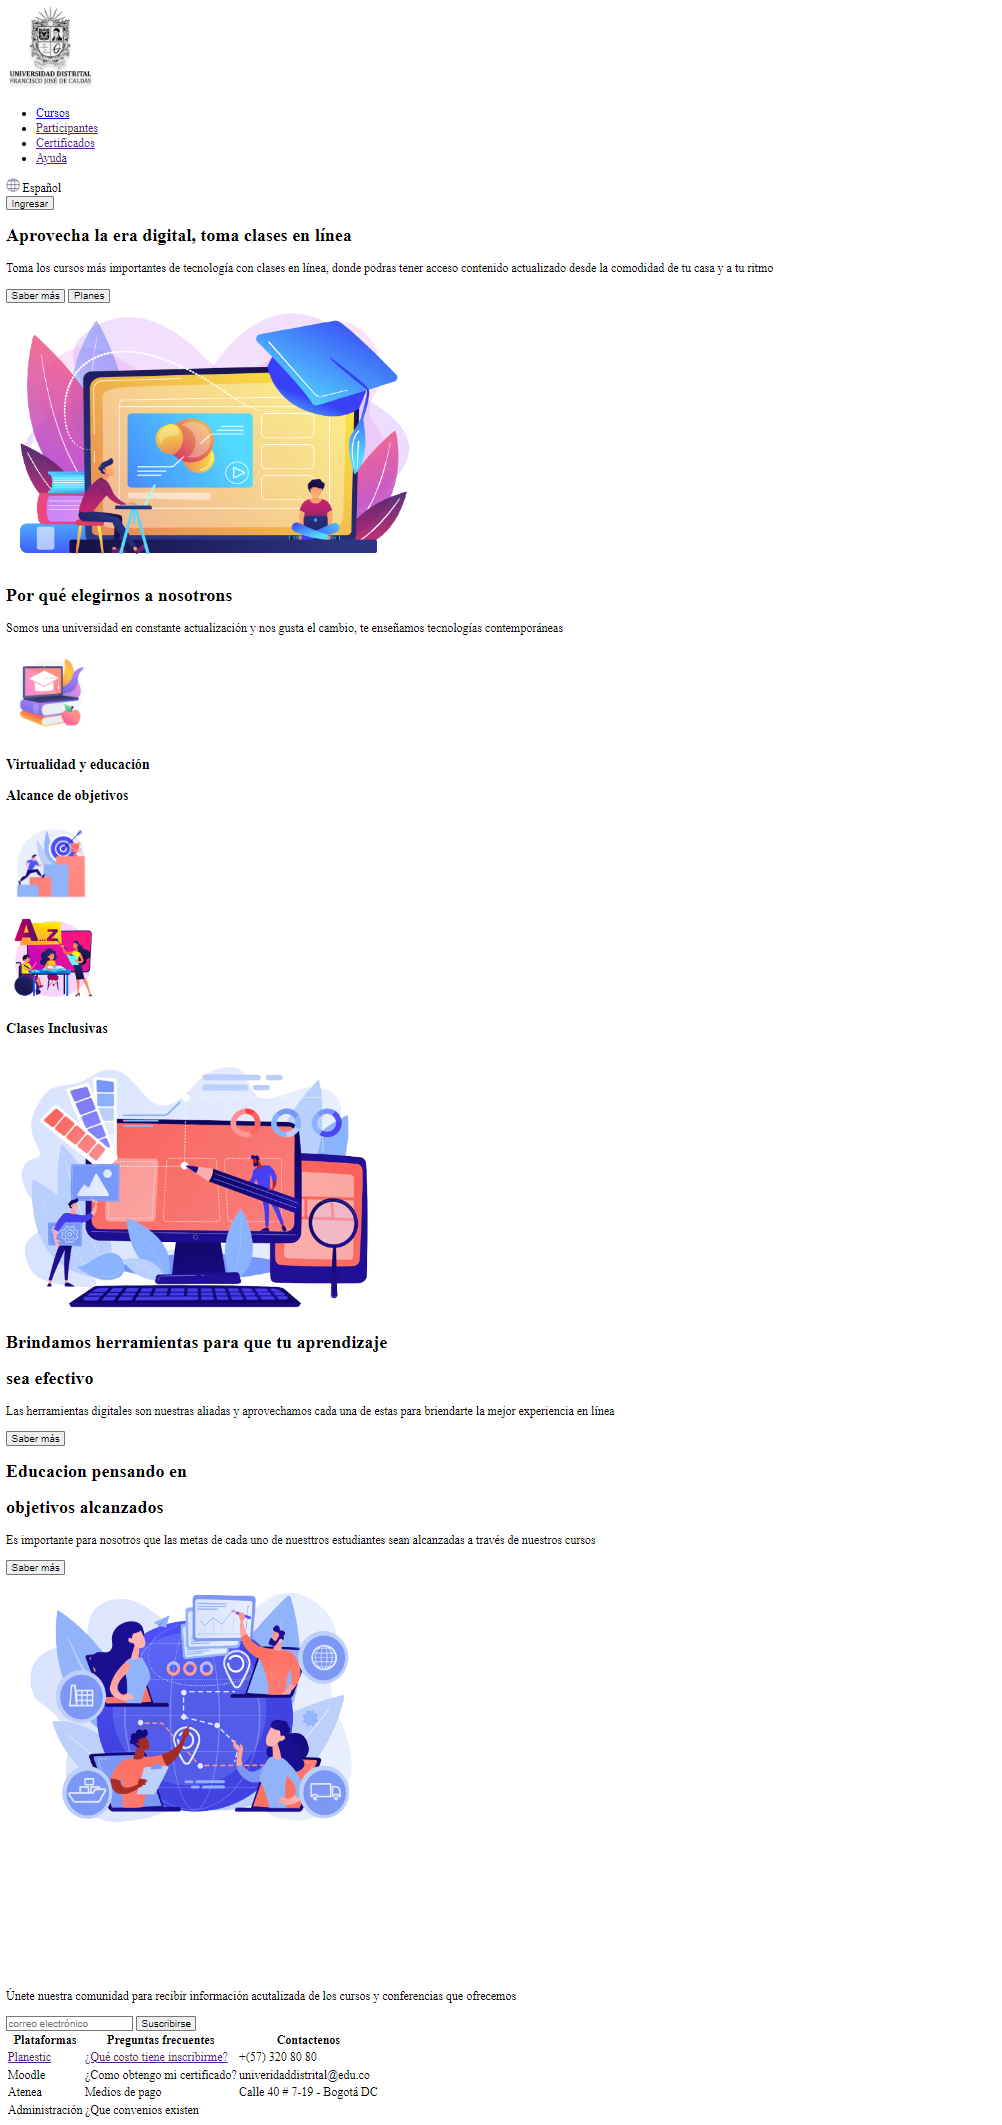 UNIVERSIDAD DISTRITAL
FRANCISCO JOSÉ DE CALDAS
Cursos
Participantes
Certificados
Ayuda
Español
Ingresar
Aprovecha la era digital, toma clases en línea
Toma los cursos más importantes de tecnología con clases en línea, donde podras tener acceso contenido actualizado desde la comodidad de tu casa y a tu ritmo
Saber más Planes
Por qué elegirnos a nosotrons
Somos una universidad en constante actualización y nos gusta el cambio, te enseñamos tecnologías contemporáneas
Virtualidad y educación
Alcance de objetivos
A...Z
Clases Inclusivas
Brindamos herramientas para que tu aprendizaje
sea efectivo
Las herramientas digitales son nuestras aliadas y aprovechamos cada una de estas para briendarte la mejor experiencia en línea
Saber más
Educacion pensando en
objetivos alcanzados
Es importante para nosotros que las metas de cada uno de nuesttros estudiantes sean alcanzadas a través de nuestros cursos
Saber más
Únete nuestra comunidad para recibir información acutalizada de los cursos y conferencias que ofrecemos
correo electrónico Suscribirse
Plataformas Preguntas frecuentes Contactenos
Planestic ¿Qué costo tiene inscribirme? +(57) 320 80 80
Moodle ¿Como obtengo mi certificado? univeridaddistrital@edu.co
Atenea Medios de pago Calle 40 # 7-19 - Bogotá DC
Administración ¿Que convenios existen